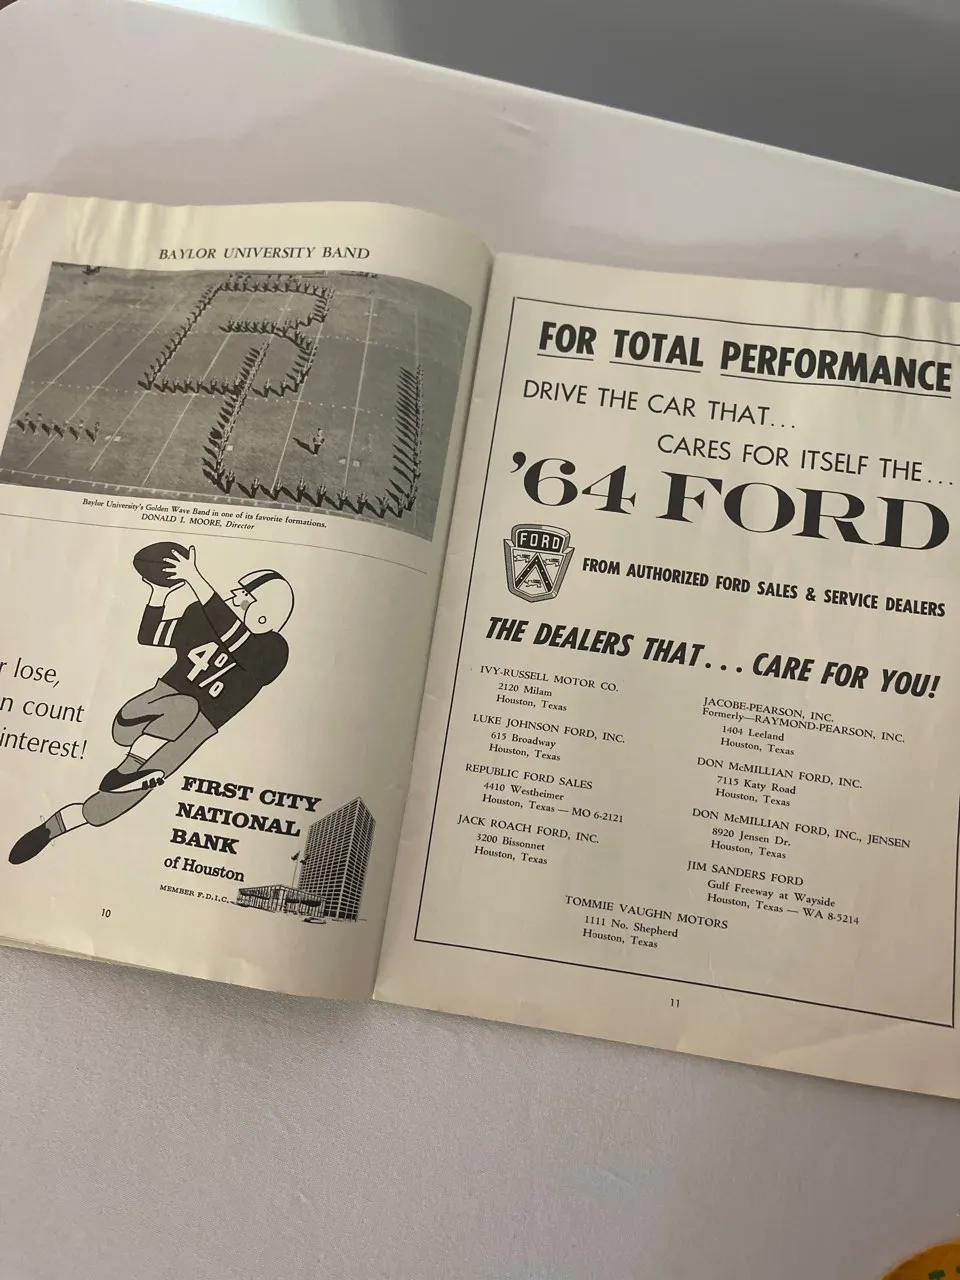 BAYLOR UNIVERSITY BAND
Baylor University's Golden Wave Band in one of its favorite formations.
DONALD I. MOORE, Director
r lose,
n count
interest!
4%
FIRST CITY
NATIONAL
BANK
of Houston
MEMBER F.D.I.C.
10
FOR TOTAL PERFORMANCE
DRIVE THE CAR THAT...
CARES FOR ITSELF THE...
'64 FORD
FORD
FROM AUTHORIZED FORD SALES & SERVICE DEALERS
THE DEALERS THAT... CARE FOR YOU!
IVY-RUSSELL MOTOR CO.
2120 Milam
Houston, Texas
LUKE JOHNSON FORD, INC.
615 Broadway
Houston, Texas
REPUBLIC FORD SALES
4410 Westheimer
Houston, Texas — MO 6-2121
JACK ROACH FORD, INC.
3200 Bissonnet
Houston, Texas
JACOBE-PEARSON, INC.
Formerly—RAYMOND-PEARSON, INC.
1404 Leeland
Houston, Texas
DON McMILLIAN FORD, INC.
7115 Katy Road
Houston, Texas
DON McMILLIAN FORD, INC., JENSEN
8920 Jensen Dr.
Houston, Texas
JIM SANDERS FORD
Gulf Freeway at Wayside
Houston, Texas — WA 8-5214
TOMMIE VAUGHN MOTORS
1111 No. Shepherd
Houston, Texas
11